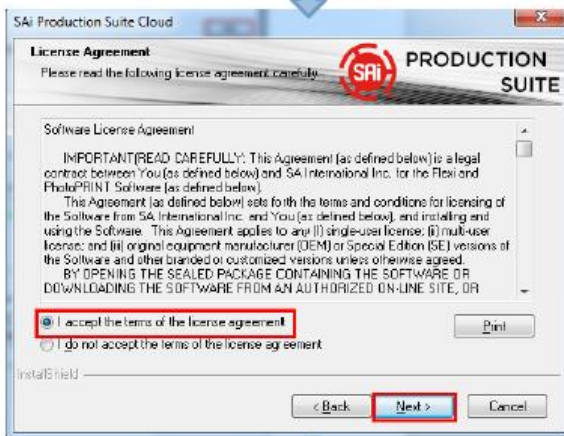 SAi Production Suite Cloud
License Agreement
Please read the following license agreement carefully.
SAi
PRODUCTION
SUITE
Software License Agreement
IMPORTANT(READ CAREFULLY: This Agreement (as defined below) is a legal
contract between You (as defined below) and SA International Inc. for the Flexi and
PhotoPRINT Software (as defined below).
This Agreement (as defined below) sets forth the terms and conditions for licensing of
the Software from SA International Inc. and You (as defined below), and installing and
using the Software. This Agreement applies to any (I) single-user license; (ii) multi-user
license; and (iii) original equipment manufacturer (OEM) or Special Edition (SE) versions of
the Software and other branded or customized versions unless otherwise agreed.
BY OPENING THE SEALED PACKAGE CONTAINING THE SOFTWARE OR
DOWNLOADING THE SOFTWARE FROM AN AUTHORIZED ON-LINE SITE, OR
I accept the terms of the license agreement
Print
I do not accept the terms of the license agreement
InstallShield
< Back
Next >
Cancel